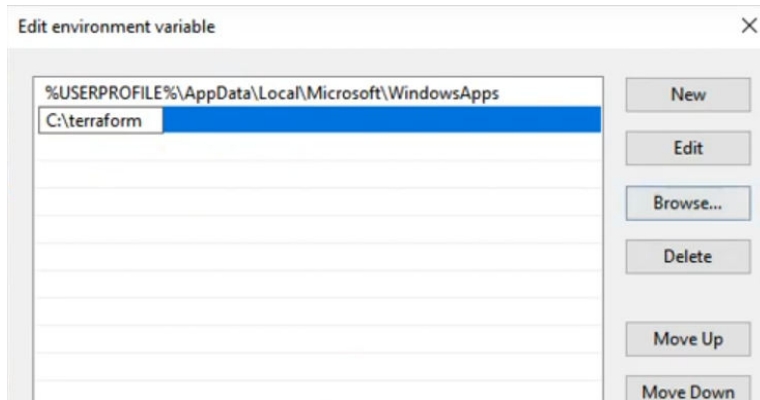 Edit environment variable
%USERPROFILE%\AppData\Local\Microsoft\WindowsApps
C:\terraform
New
Edit
Browse...
Delete
Move Up
Move Down